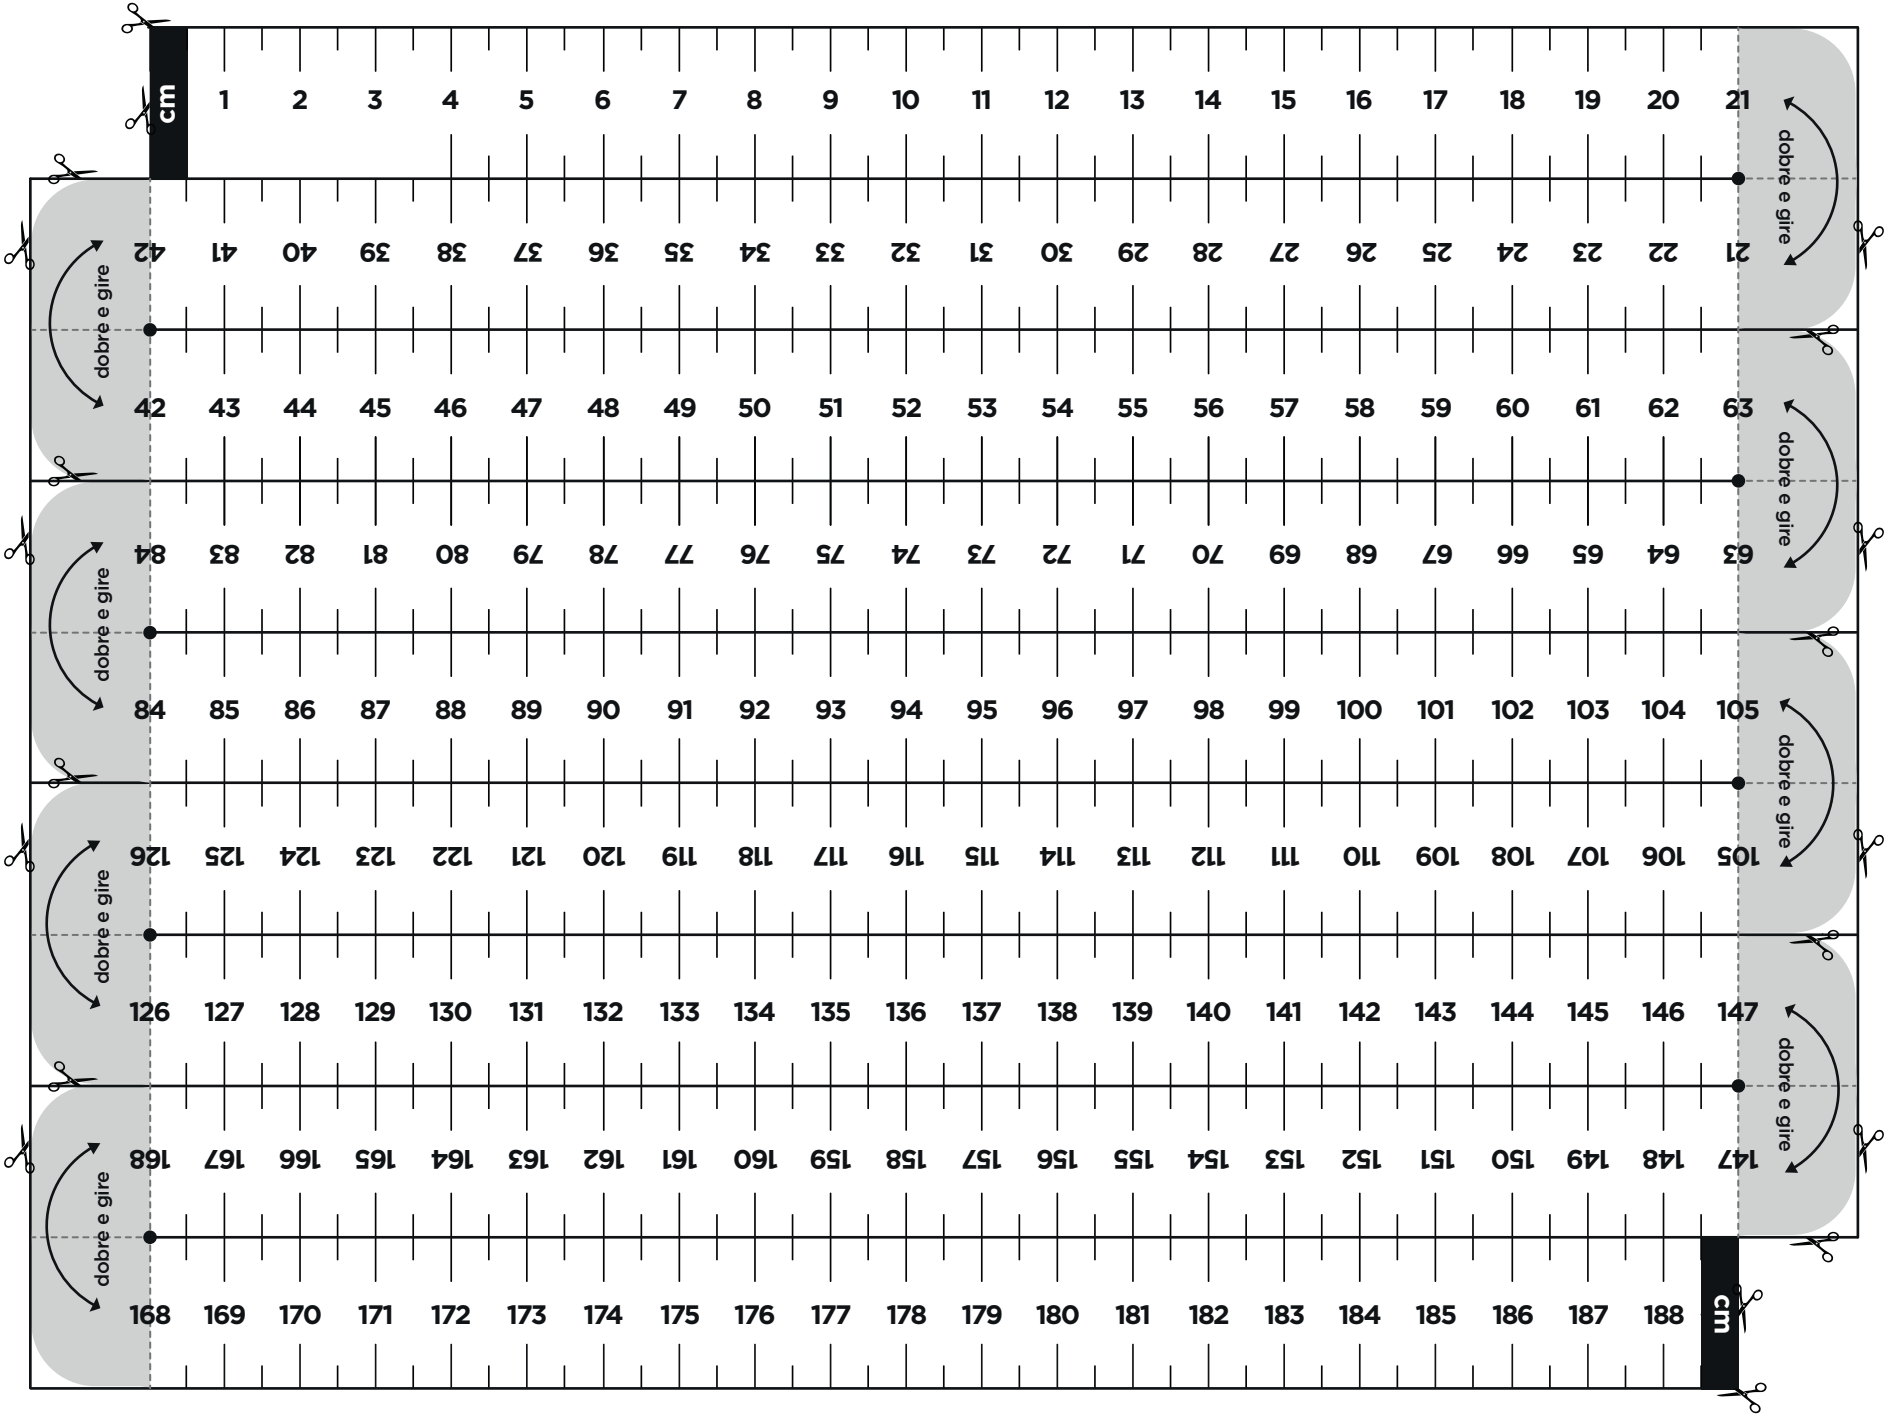 cm 1 2 3 4 5 6 7 8 9 10 11 12 13 14 15 16 17 18 19 20 21
dobre e gire
42 41 40 39 38 37 36 35 34 33 32 31 30 29 28 27 26 25 24 23 22 21
dobre e gire
42 43 44 45 46 47 48 49 50 51 52 53 54 55 56 57 58 59 60 61 62 63
dobre e gire
84 83 82 81 80 79 78 77 76 75 74 73 72 71 70 69 68 67 66 65 64 63
dobre e gire
84 85 86 87 88 89 90 91 92 93 94 95 96 97 98 99 100 101 102 103 104 105
dobre e gire
126 125 124 123 122 121 120 119 118 117 116 115 114 113 112 111 110 109 108 107 106 105
dobre e gire
126 127 128 129 130 131 132 133 134 135 136 137 138 139 140 141 142 143 144 145 146 147
dobre e gire
168 167 166 165 164 163 162 161 160 159 158 157 156 155 154 153 152 151 150 149 148 147
dobre e gire
168 169 170 171 172 173 174 175 176 177 178 179 180 181 182 183 184 185 186 187 188 cm